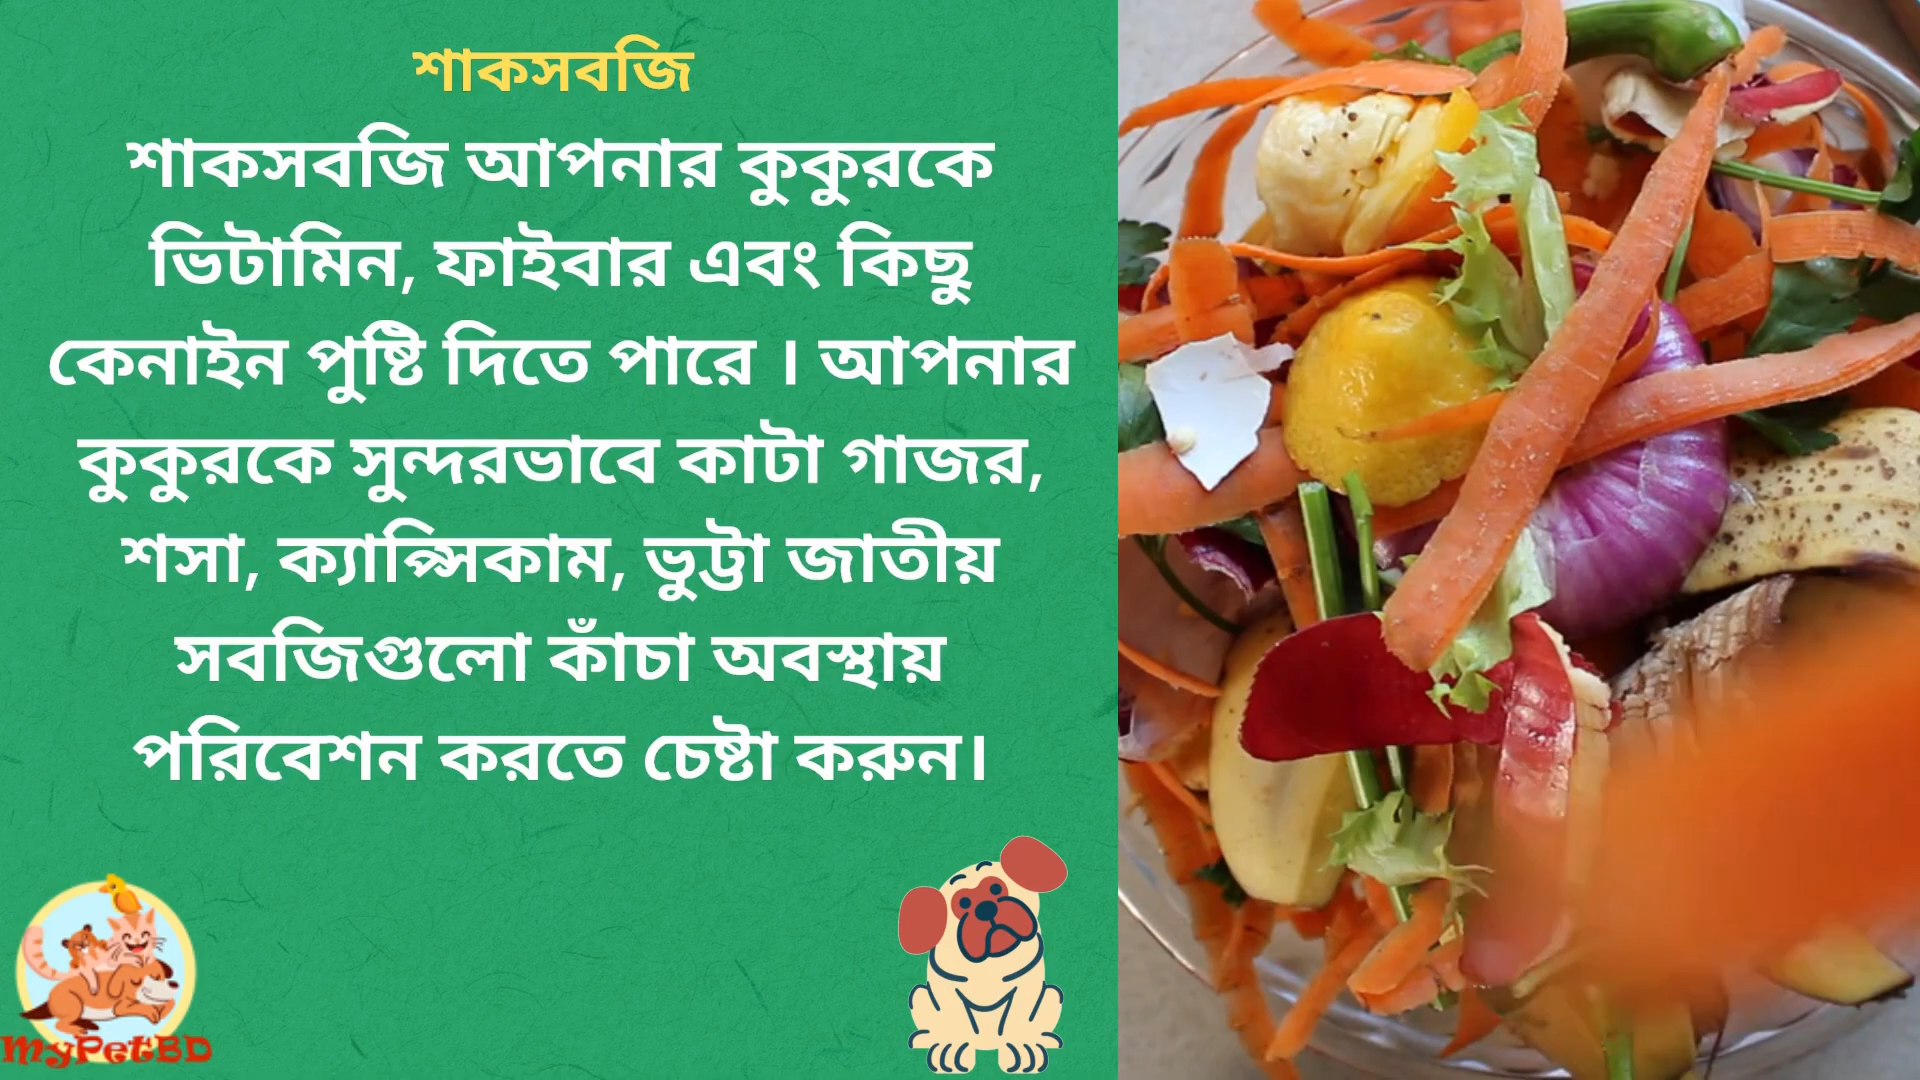 শাকসবজি
শাকসবজি আপনার কুকুরকে
ভিটামিন, ফাইবার এবং কিছু
কেনাইন পুষ্টি দিতে পারে । আপনার
কুকুরকে সুন্দরভাবে কাটা গাজর,
শসা, ক্যাপ্সিকাম, ভুট্টা জাতীয়
সবজিগুলো কাঁচা অবস্থায়
পরিবেশন করতে চেষ্টা করুন।
MyPetBD